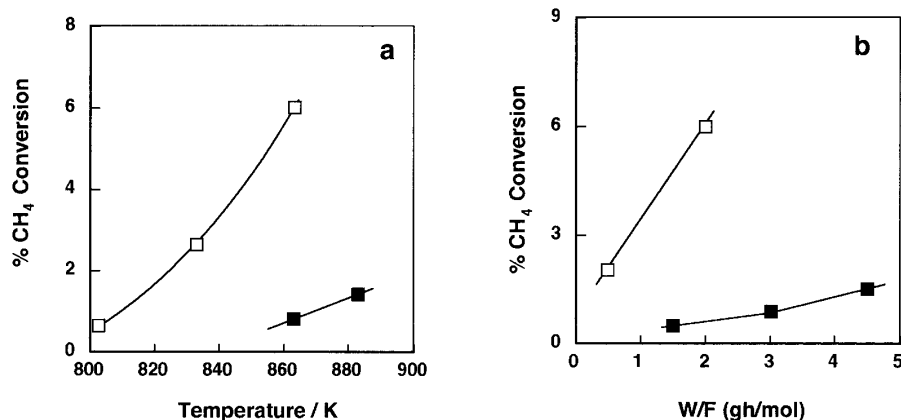 a
% CH4 Conversion
8
6
4
2
0
800 820 840 860 880 900
Temperature / K
b
% CH4 Conversion
9
6
3
0
0 1 2 3 4 5
W/F (gh/mol)